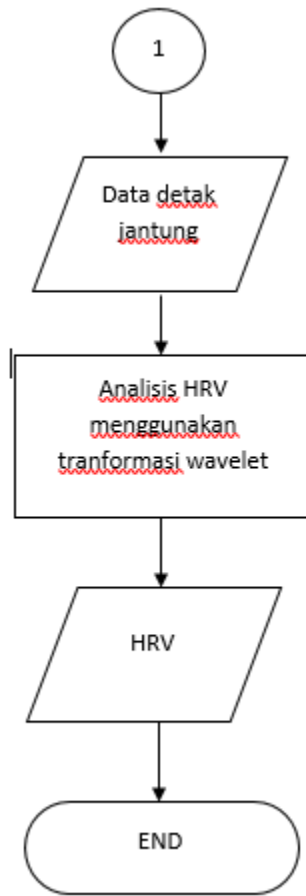 1
Data detak
jantung
Analisis HRV
menggunakan
tranformasi wavelet
HRV
END